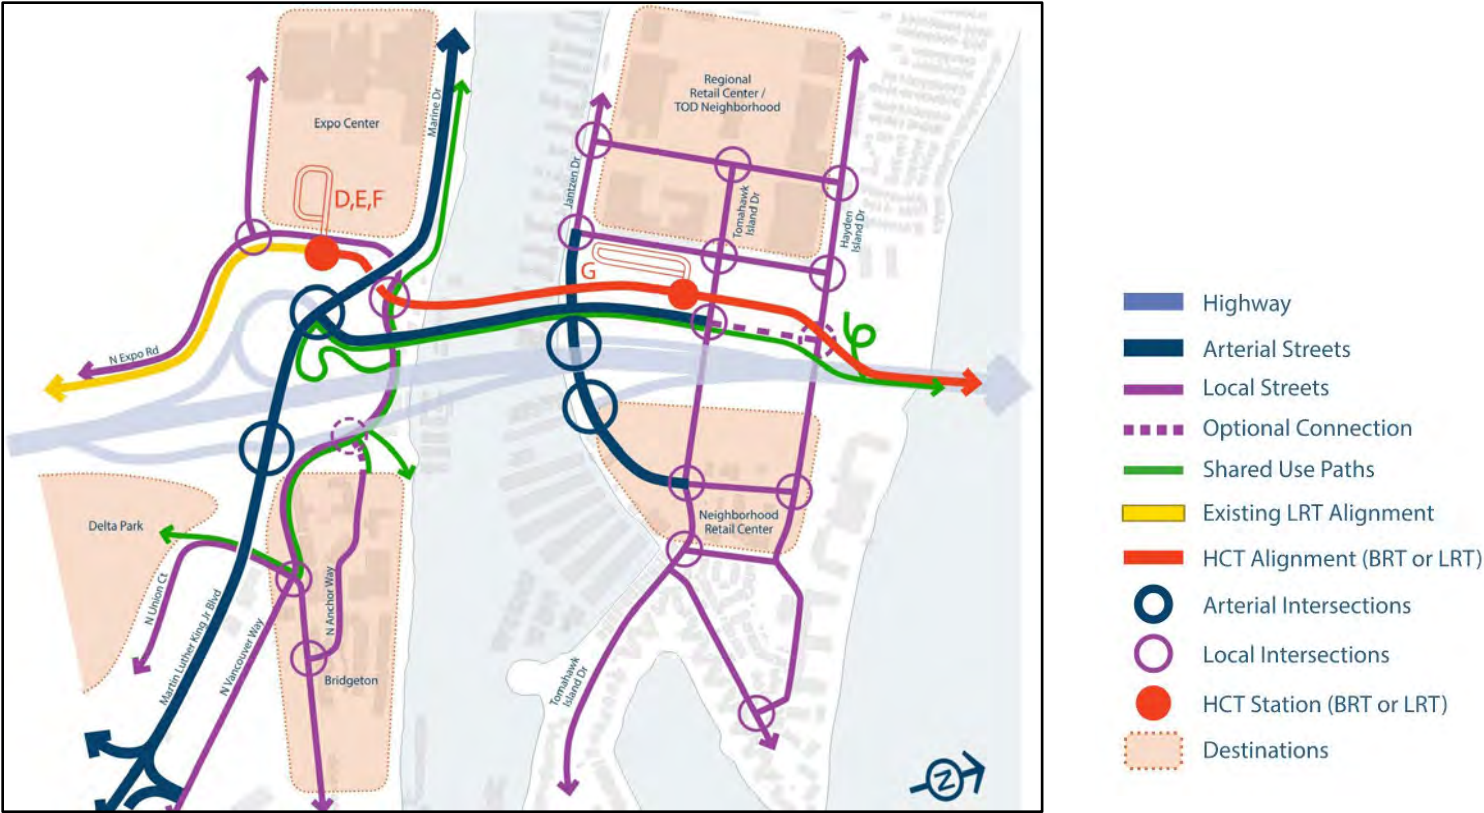 Expo Center
Marine Dr
D,E,F
N Expo Rd
Delta Park
N Union Ct
Martin Luther King Jr Blvd
N Vancouver Way
N Anchor Way
Bridgeton
Regional
Retail Center /
TOD Neighborhood
Jantzen Dr
Tomahawk
Island Dr
Hayden
Island Dr
G
Neighborhood
Retail Center
Tomahawk
Island Dr
N
Highway
Arterial Streets
Local Streets
Optional Connection
Shared Use Paths
Existing LRT Alignment
HCT Alignment (BRT or LRT)
Arterial Intersections
Local Intersections
HCT Station (BRT or LRT)
Destinations